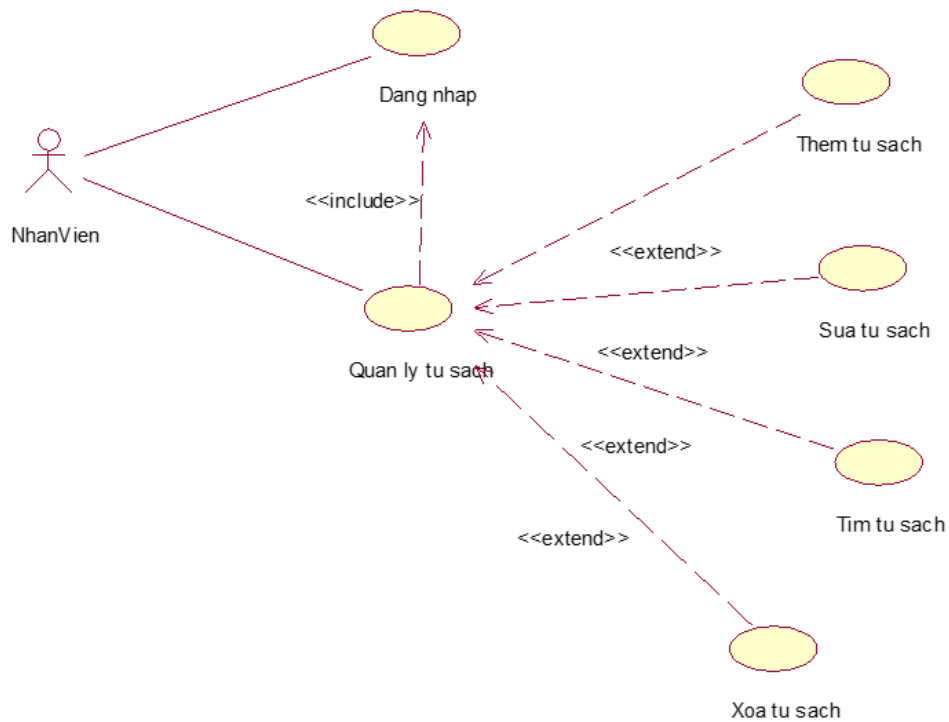 Dang nhap
Them tu sach
<<include>>
NhanVien
<<extend>>
Sua tu sach
<<extend>>
Quan ly tu sach
<<extend>>
Tim tu sach
<<extend>>
Xoa tu sach